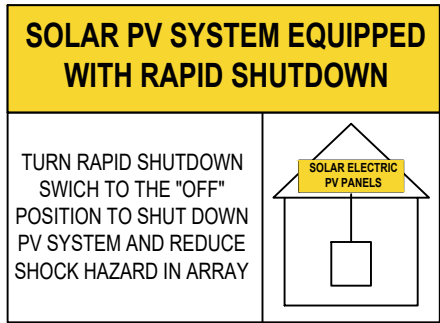 SOLAR PV SYSTEM EQUIPPED
WITH RAPID SHUTDOWN
TURN RAPID SHUTDOWN
SWICH TO THE "OFF"
POSITION TO SHUT DOWN
PV SYSTEM AND REDUCE
SHOCK HAZARD IN ARRAY
SOLAR ELECTRIC
PV PANELS